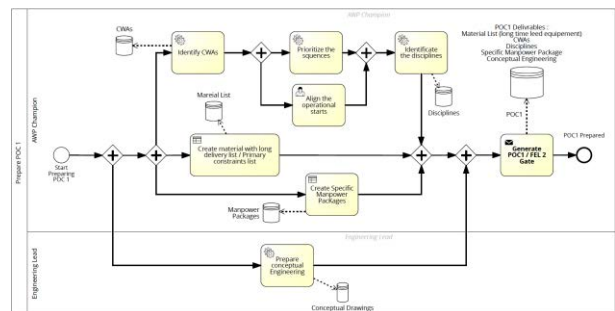 AWP Champion
POC1 Delivrables :
Material List (long time leed equipement)
CWAs
Disciplines
Specific Manpower Package
Conceptual Engineering
CWAs
Identify CWAs
Prioritize the
squences
Identificate
the disciplines
Align the
operational
starts
Mareial List
Disciplines
POC1
Prepare POC 1
AWP Champion
Start
Preparing
POC 1
Create material with long
delivery list / Primary
constraints list
Generate
POC1 / FEL 2
Gate
POC1 Prepared
Create Specific
Manpower
Packages
Manpower
Packages
Engineering Lead
Engineering Lead
Prepare
conceptual
Engineering
Conceptual Drawings